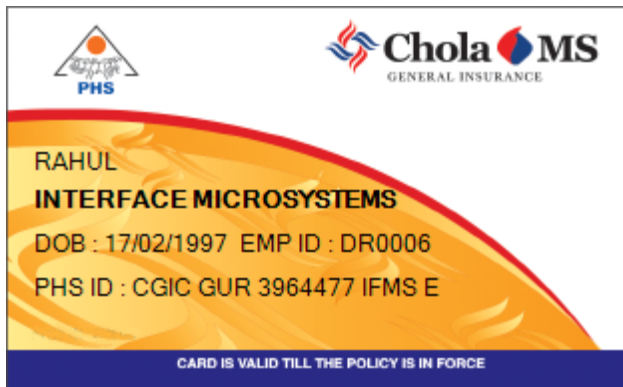 PHS
Chola MS
GENERAL INSURANCE
RAHUL
INTERFACE MICROSYSTEMS
DOB : 17/02/1997 EMP ID : DR0006
PHS ID : CGIC GUR 3964477 IFMS E
CARD IS VALID TILL THE POLICY IS IN FORCE